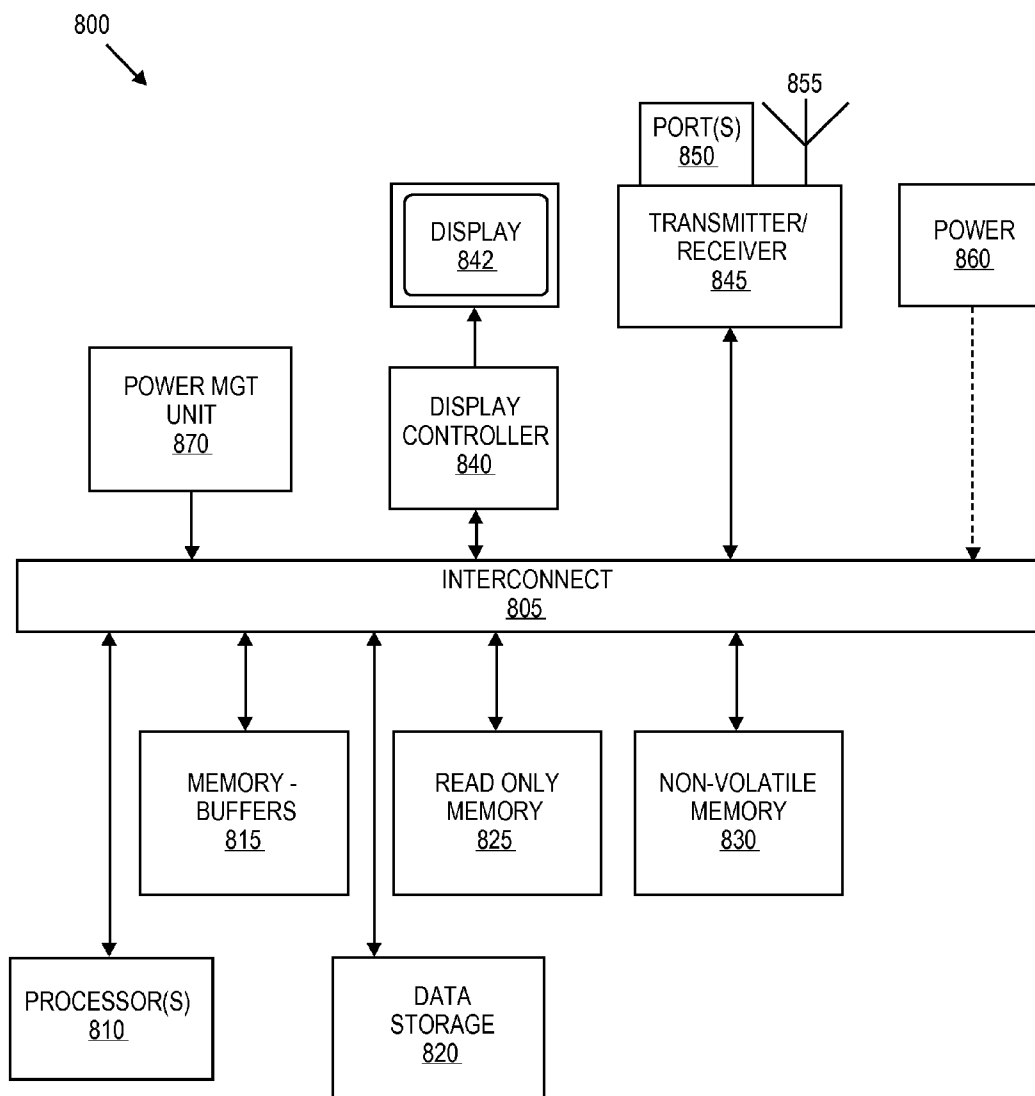 800
855
PORT(S)
850
DISPLAY
842
TRANSMITTER/
RECEIVER
845
POWER
860
POWER MGT
UNIT
870
DISPLAY
CONTROLLER
840
INTERCONNECT
805
MEMORY -
BUFFERS
815
READ ONLY
MEMORY
825
NON-VOLATILE
MEMORY
830
PROCESSOR(S)
810
DATA
STORAGE
820